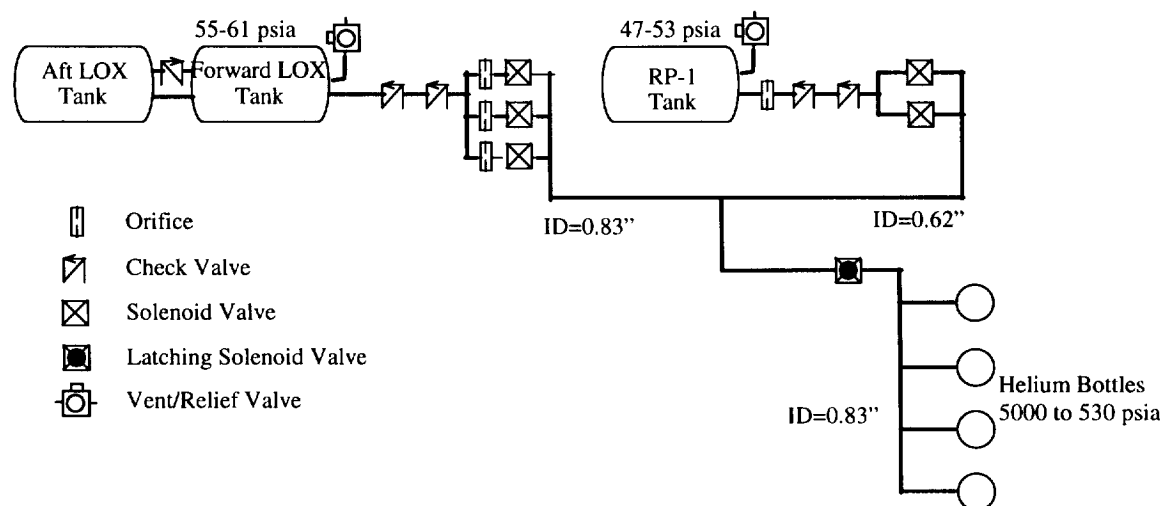 55-61 psia
47-53 psia
Aft LOX
Tank
Forward LOX
Tank
RP-1
Tank
ID=0.83”
ID=0.62”
Orifice
Check Valve
Solenoid Valve
Latching Solenoid Valve
Vent/Relief Valve
Helium Bottles
5000 to 530 psia
ID=0.83”